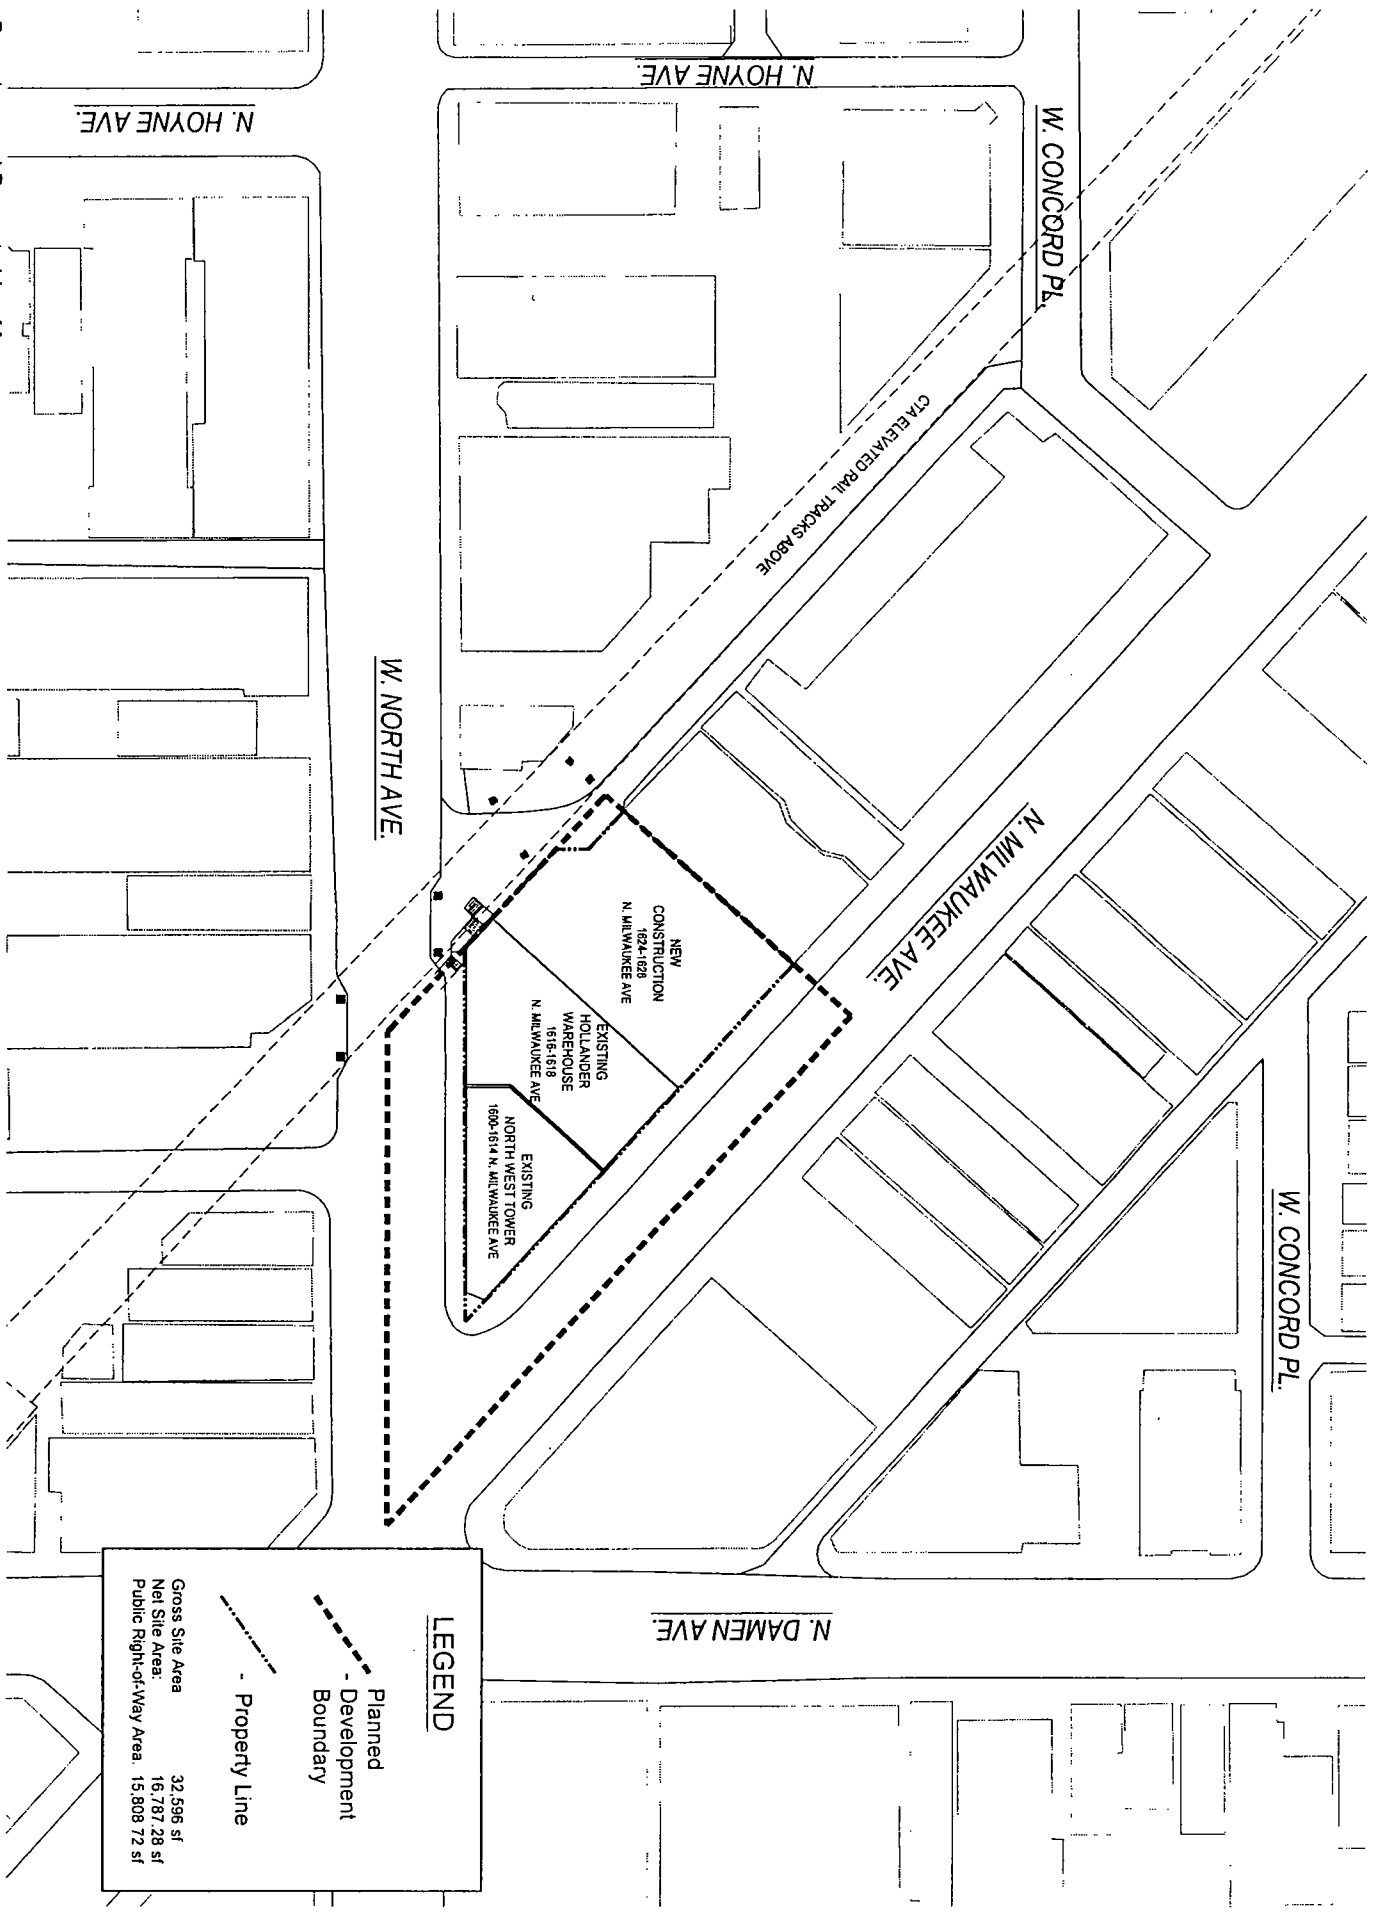 N. HOYNE AVE.
N. HOYNE AVE.
W. CONCORD PL.
CTA ELEVATED RAIL TRACKS ABOVE
W. NORTH AVE.
N. MILWAUKEE AVE.
NEW
CONSTRUCTION
1624-1628
N. MILWAUKEE AVE
EXISTING
HOLLANDER
WAREHOUSE
1616-1618
N. MILWAUKEE AVE
EXISTING
NORTH WEST TOWER
1600-1614 N. MILWAUKEE AVE
W. CONCORD PL.
N. DAMEN AVE.
LEGEND
Planned
- Development
Boundary
- Property Line
Gross Site Area 32,596 sf
Net Site Area: 16,787.28 sf
Public Right-of-Way Area. 15,808 72 sf